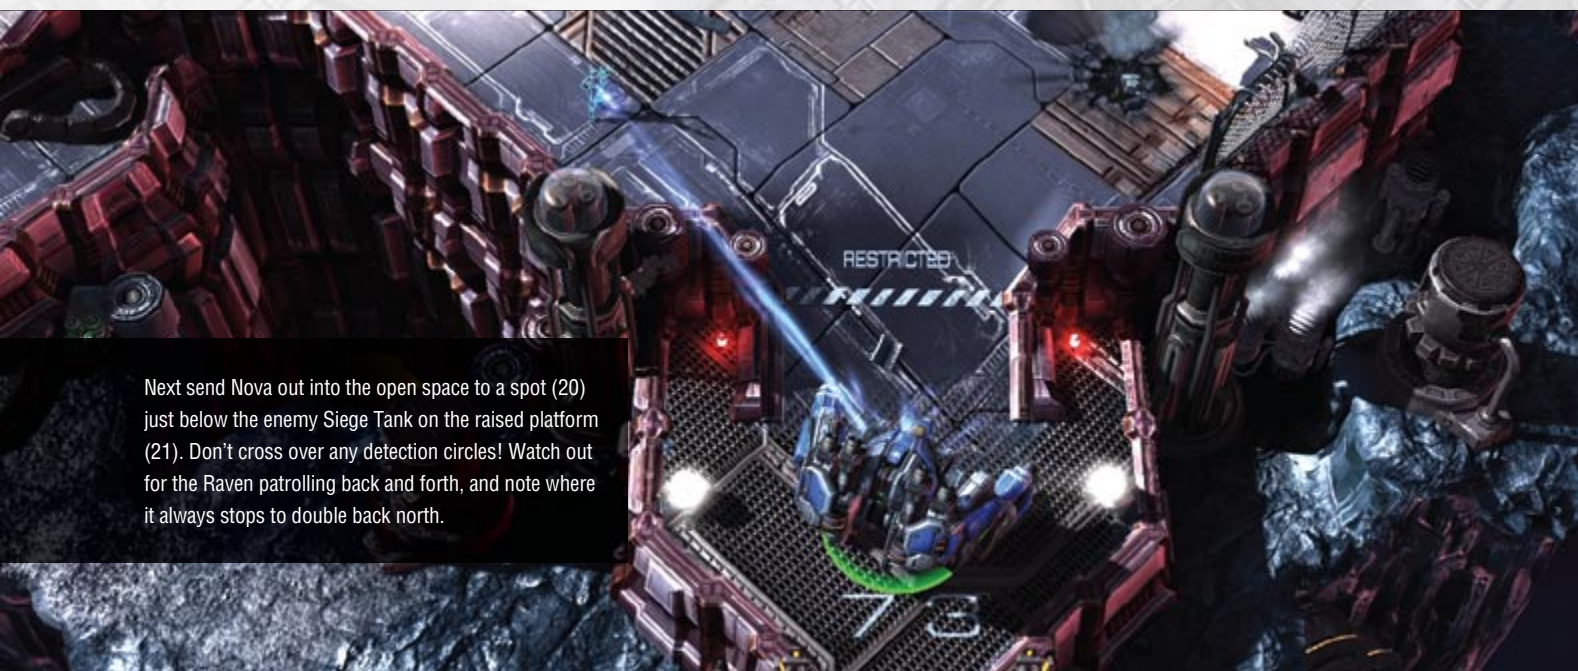 RESTRICTED
Next send Nova out into the open space to a spot (20)
just below the enemy Siege Tank on the raised platform
(21). Don’t cross over any detection circles! Watch out
for the Raven patrolling back and forth, and note where
it always stops to double back north.
73